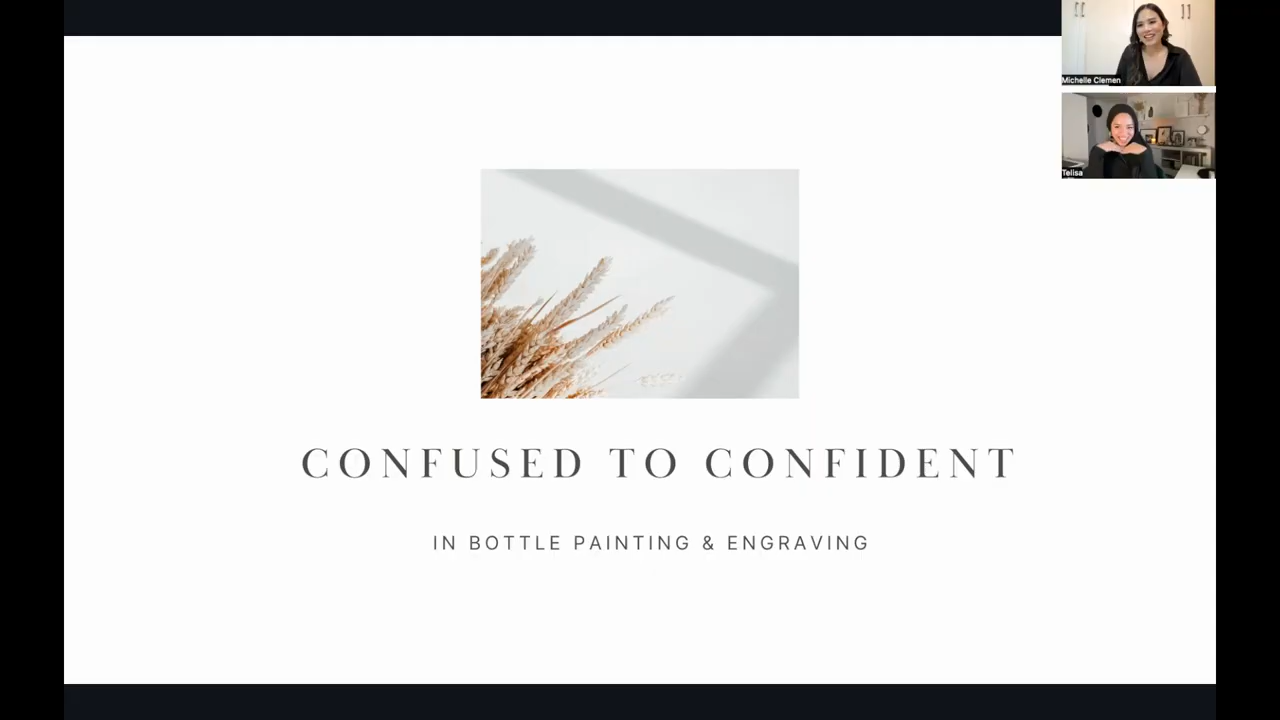 Michelle Clemen
Telisa
CONFUSED TO CONFIDENT
IN BOTTLE PAINTING & ENGRAVING